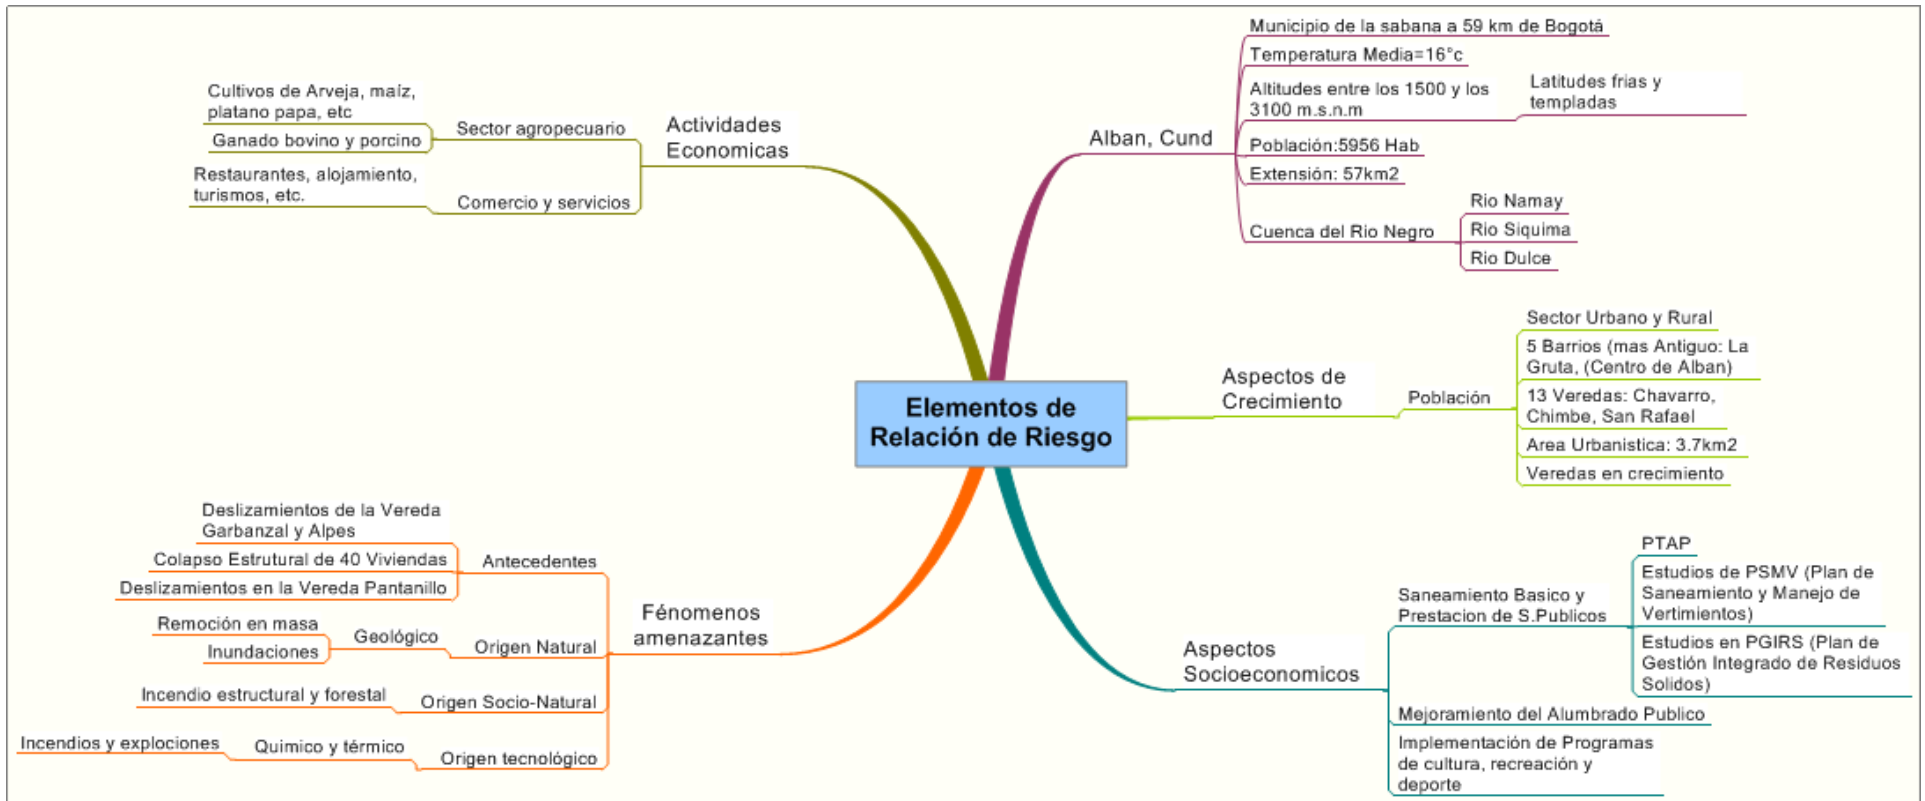 Elementos de
Relación de Riesgo
Alban, Cund
Municipio de la sabana a 59 km de Bogotá
Temperatura Media=16°c
Altitudes entre los 1500 y los
3100 m.s.n.m
Latitudes frias y
templadas
Población:5956 Hab
Extensión: 57km2
Cuenca del Rio Negro
Rio Namay
Rio Siquima
Rio Dulce
Aspectos de
Crecimiento
Población
Sector Urbano y Rural
5 Barrios (mas Antiguo: La
Gruta, (Centro de Alban)
13 Veredas: Chavarro,
Chimbe, San Rafael
Area Urbanistica: 3.7km2
Veredas en crecimiento
Aspectos
Socioeconomicos
Saneamiento Basico y
Prestacion de S.Publicos
PTAP
Estudios de PSMV (Plan de
Saneamiento y Manejo de
Vertimientos)
Estudios en PGIRS (Plan de
Gestión Integrado de Residuos
Solidos)
Mejoramiento del Alumbrado Publico
Implementación de Programas
de cultura, recreación y
deporte
Actividades
Economicas
Sector agropecuario
Cultivos de Arveja, maíz,
platano papa, etc
Ganado bovino y porcino
Comercio y servicios
Restaurantes, alojamiento,
turismos, etc.
Fénomenos
amenazantes
Antecedentes
Deslizamientos de la Vereda
Garbanzal y Alpes
Colapso Estrutural de 40 Viviendas
Deslizamientos en la Vereda Pantanillo
Origen Natural
Geológico
Remoción en masa
Inundaciones
Origen Socio-Natural
Incendio estructural y forestal
Origen tecnológico
Quimico y térmico
Incendios y explociones